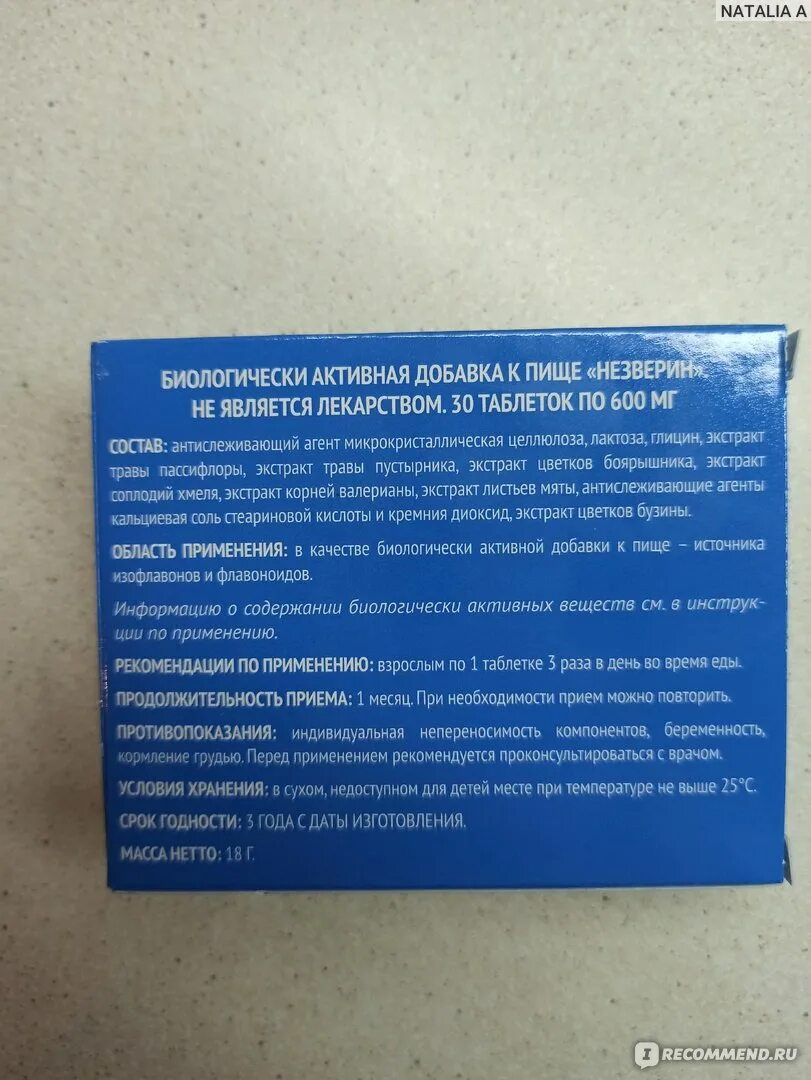 NATALIA A
БИОЛОГИЧЕСКИ АКТИВНАЯ ДОБАВКА К ПИЩЕ «НЕЗВЕРИН».
НЕ ЯВЛЯЕТСЯ ЛЕКАРСТВОМ. 30 ТАБЛЕТОК ПО 600 МГ
СОСТАВ: антислеживающий агент микрокристаллическая целлюлоза, лактоза, глицин, экстракт
травы пассифлоры, экстракт травы пустырника, экстракт цветков боярышника, экстракт
соплодий хмеля, экстракт корней валерианы, экстракт листьев мяты, антислеживающие агенты
кальциевая соль стеариновой кислоты и кремния диоксид, экстракт цветков бузины.
ОБЛАСТЬ ПРИМЕНЕНИЯ: в качестве биологически активной добавки к пище – источника
изофлавонов и флавоноидов.
Информацию о содержании биологически активных веществ см. в инструк-
ции по применению.
РЕКОМЕНДАЦИИ ПО ПРИМЕНЕНИЮ: взрослым по 1 таблетке 3 раза в день во время еды.
ПРОДОЛЖИТЕЛЬНОСТЬ ПРИЕМА: 1 месяц. При необходимости прием можно повторить.
ПРОТИВОПОКАЗАНИЯ: индивидуальная непереносимость компонентов, беременность,
кормление грудью. Перед применением рекомендуется проконсультироваться с врачом.
УСЛОВИЯ ХРАНЕНИЯ: в сухом, недоступном для детей месте при температуре не выше 25°С.
СРОК ГОДНОСТИ: 3 ГОДА С ДАТЫ ИЗГОТОВЛЕНИЯ.
МАССА НЕТТО: 18 Г.
IRECOMMEND.RU